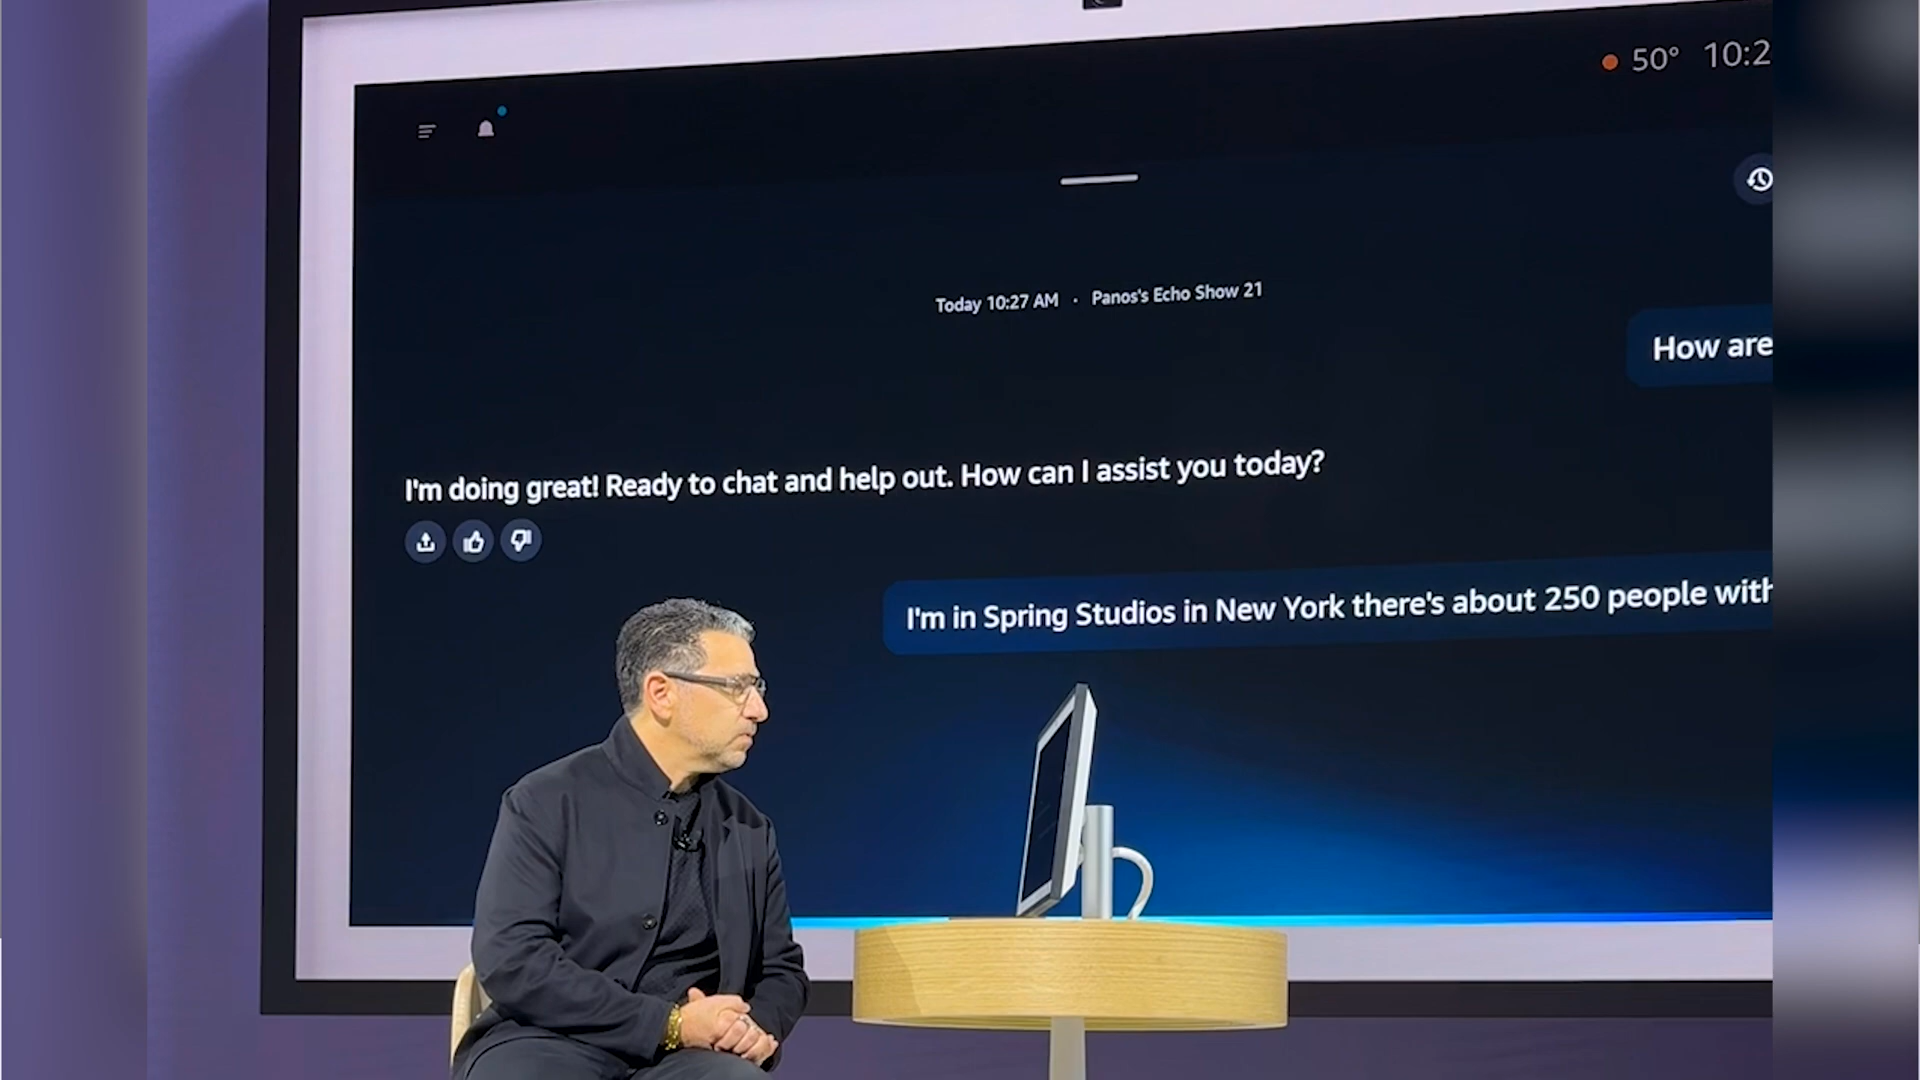 50° 10:2
Today 10:27 AM · Panos's Echo Show 21
How are
I'm doing great! Ready to chat and help out. How can I assist you today?
I'm in Spring Studios in New York there's about 250 people with